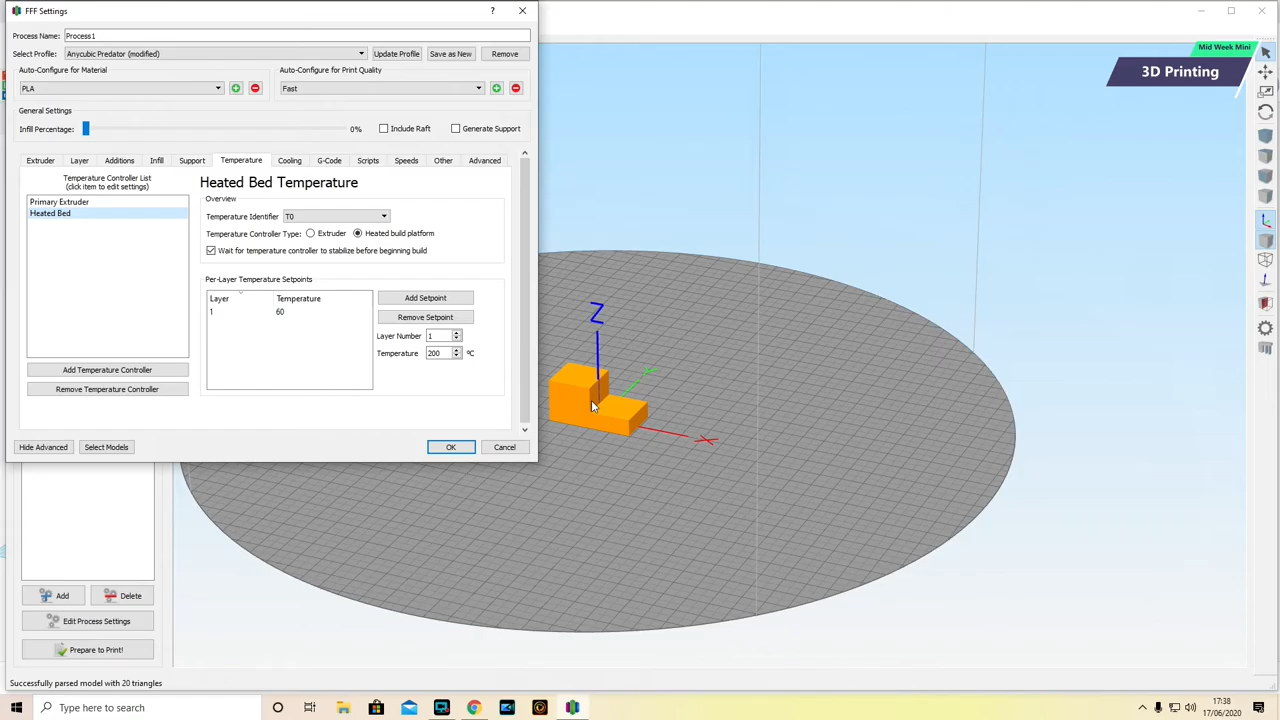 FFF Settings
?
Process Name: Process1
Select Profile: Anycubic Predator (modified) Update Profile Save as New Remove
Auto-Configure for Material Auto-Configure for Print Quality
PLA Fast
General Settings
Infill Percentage: 0% Include Raft Generate Support
Extruder Layer Additions Infill Support Temperature Cooling G-Code Scripts Speeds Other Advanced
Temperature Controller List
(click item to edit settings)
Primary Extruder
Heated Bed
Add Temperature Controller
Remove Temperature Controller
Heated Bed Temperature
Overview
Temperature Identifier T0
Temperature Controller Type: Extruder Heated build platform
Wait for temperature controller to stabilize before beginning build
Per-Layer Temperature Setpoints
Layer Temperature
1 60
Add Setpoint
Remove Setpoint
Layer Number 1
Temperature 200 ºC
Hide Advanced Select Models OK Cancel
Mid Week Mini
3D Printing
Z
Y
X
Add Delete
Edit Process Settings
Prepare to Print!
Successfully parsed model with 20 triangles
Type here to search
17:38
17/06/2020